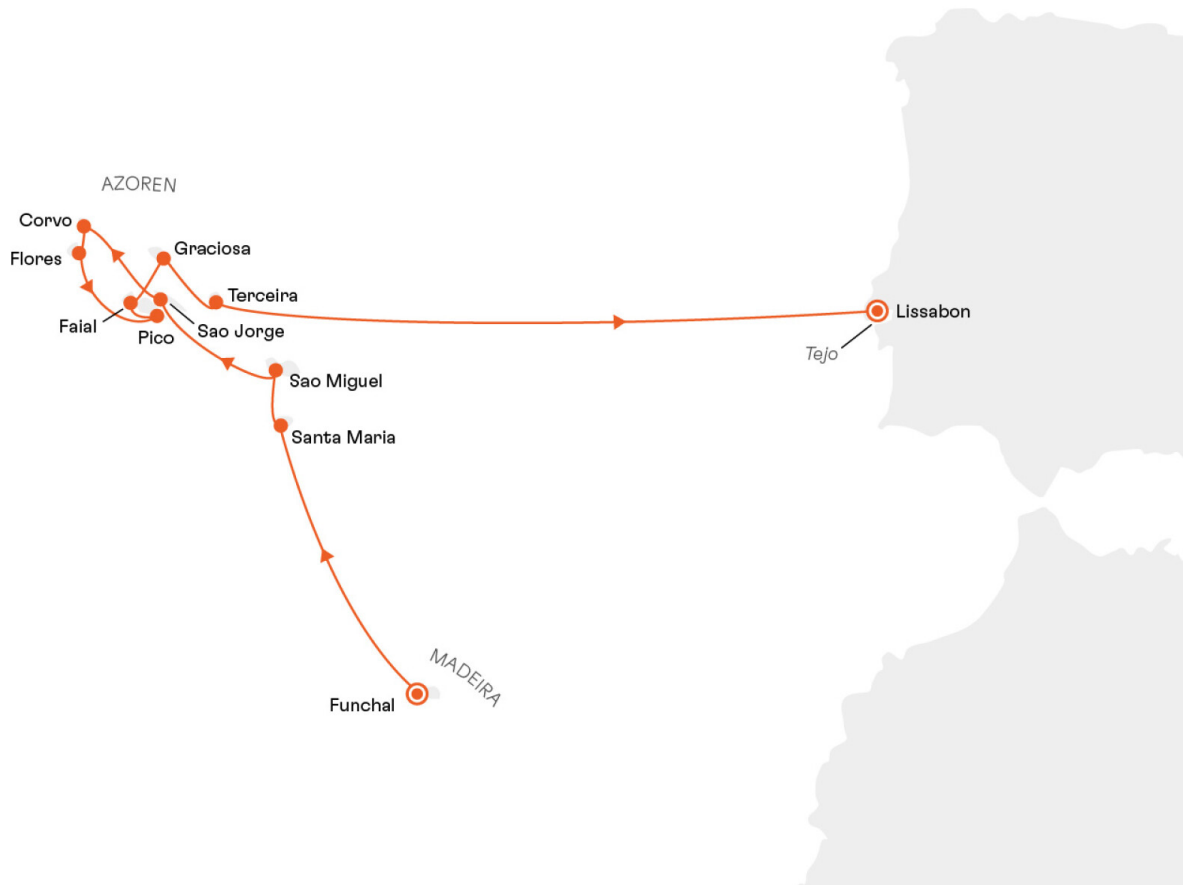 AZOREN
Corvo
Graciosa
Flores
Terceira
Lissabon
Faial
Sao Jorge
Pico
Tejo
Sao Miguel
Santa Maria
MADEIRA
Funchal